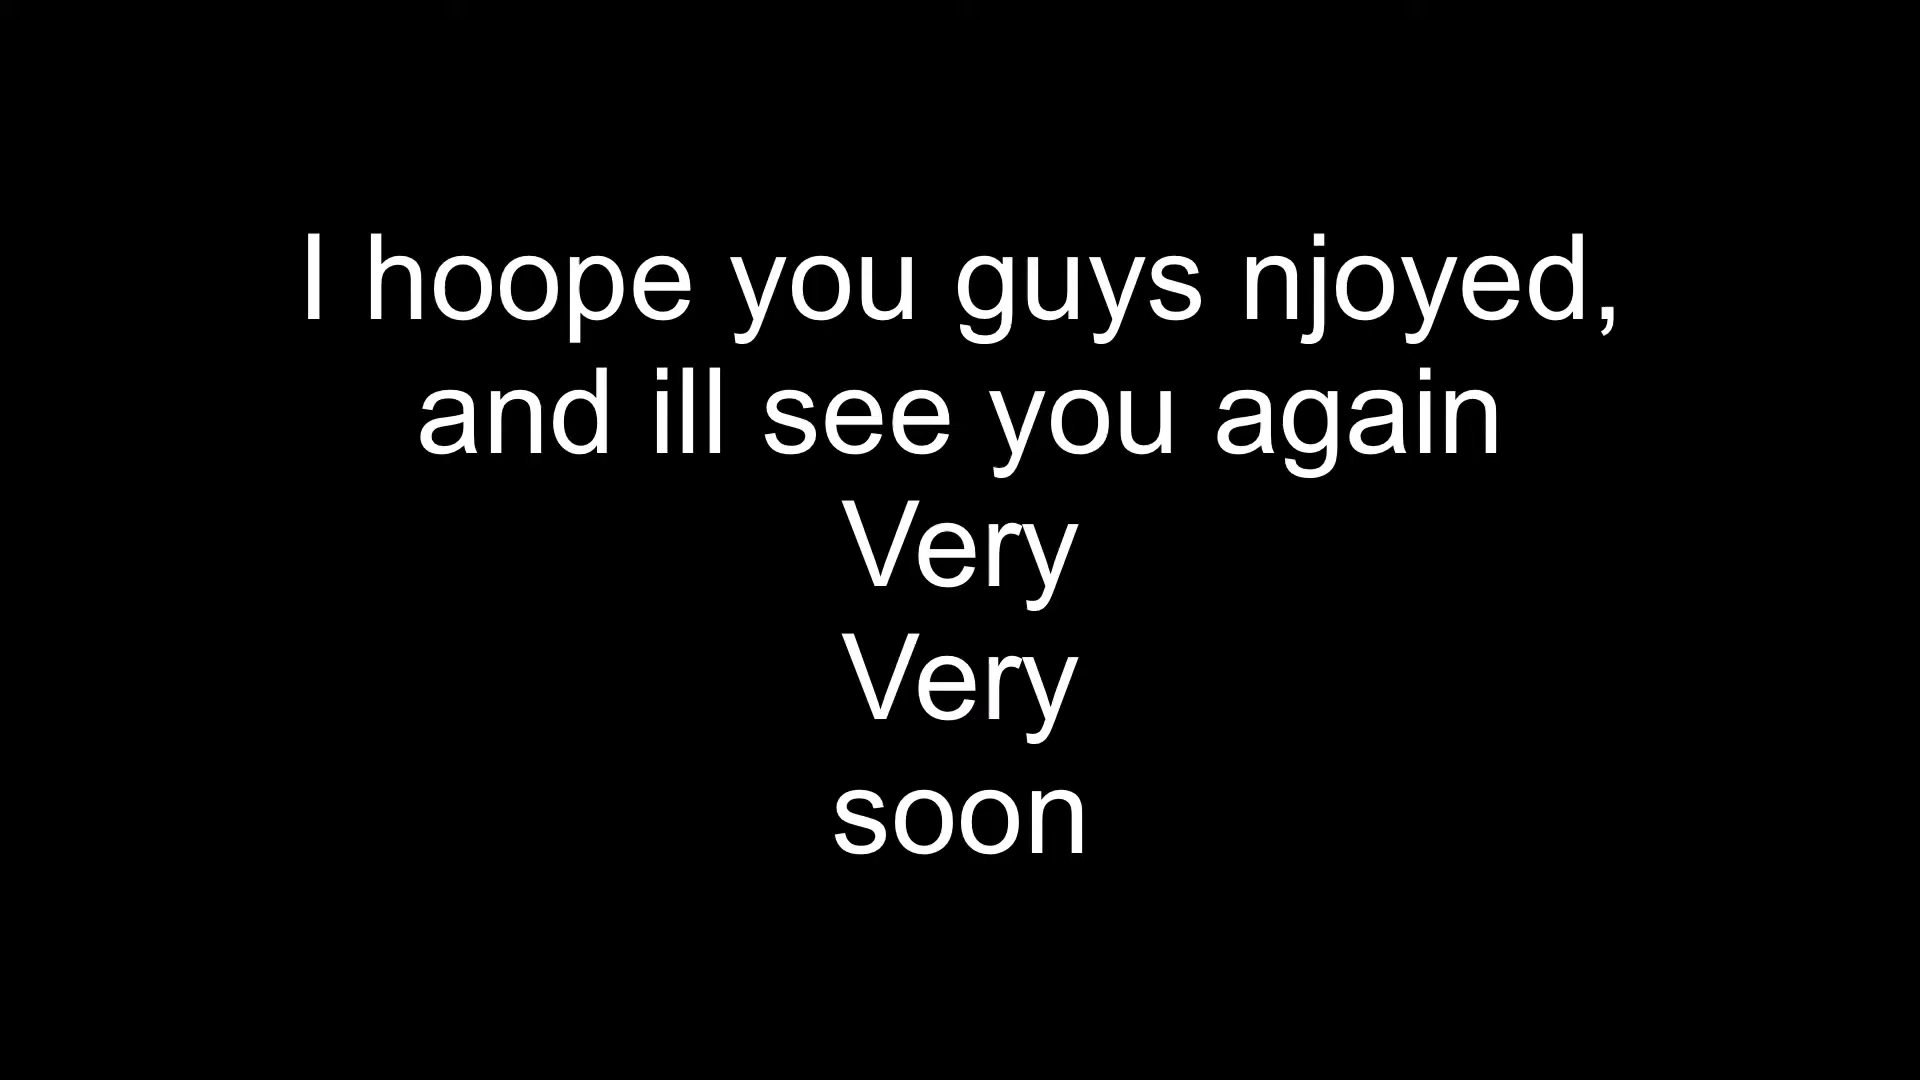 I hoope you guys njoyed,
and ill see you again
Very
Very
soon